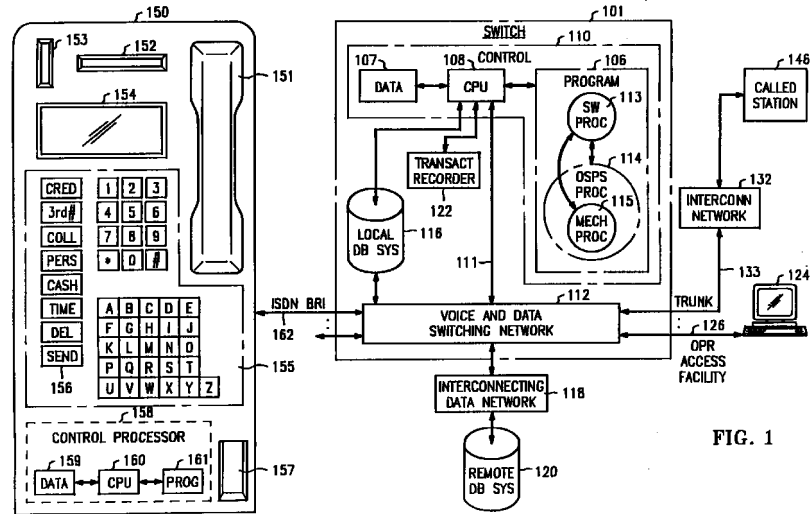 150
153
152
151
154
CRED
3rd#
COLL
PERS
CASH
TIME
DEL
SEND
156
1 2 3
4 5 6
7 8 9
* 0 #
A B C D E
F G H I J
K L M N O
P Q R S T
U V W X Y Z
155
158
CONTROL PROCESSOR
159
160
161
DATA
CPU
PROG
157
ISDN BRI
162
101
SWITCH
110
CONTROL
107
DATA
108
CPU
106
PROGRAM
113
SW PROC
114
OSPS PROC
115
MECH PROC
TRANSACT RECORDER
122
LOCAL DB SYS
116
111
112
VOICE AND DATA SWITCHING NETWORK
INTERCONNECTING DATA NETWORK
118
REMOTE DB SYS
120
146
CALLED STATION
132
INTERCONN NETWORK
133
TRUNK
124
126
OPR ACCESS FACILITY
FIG. 1